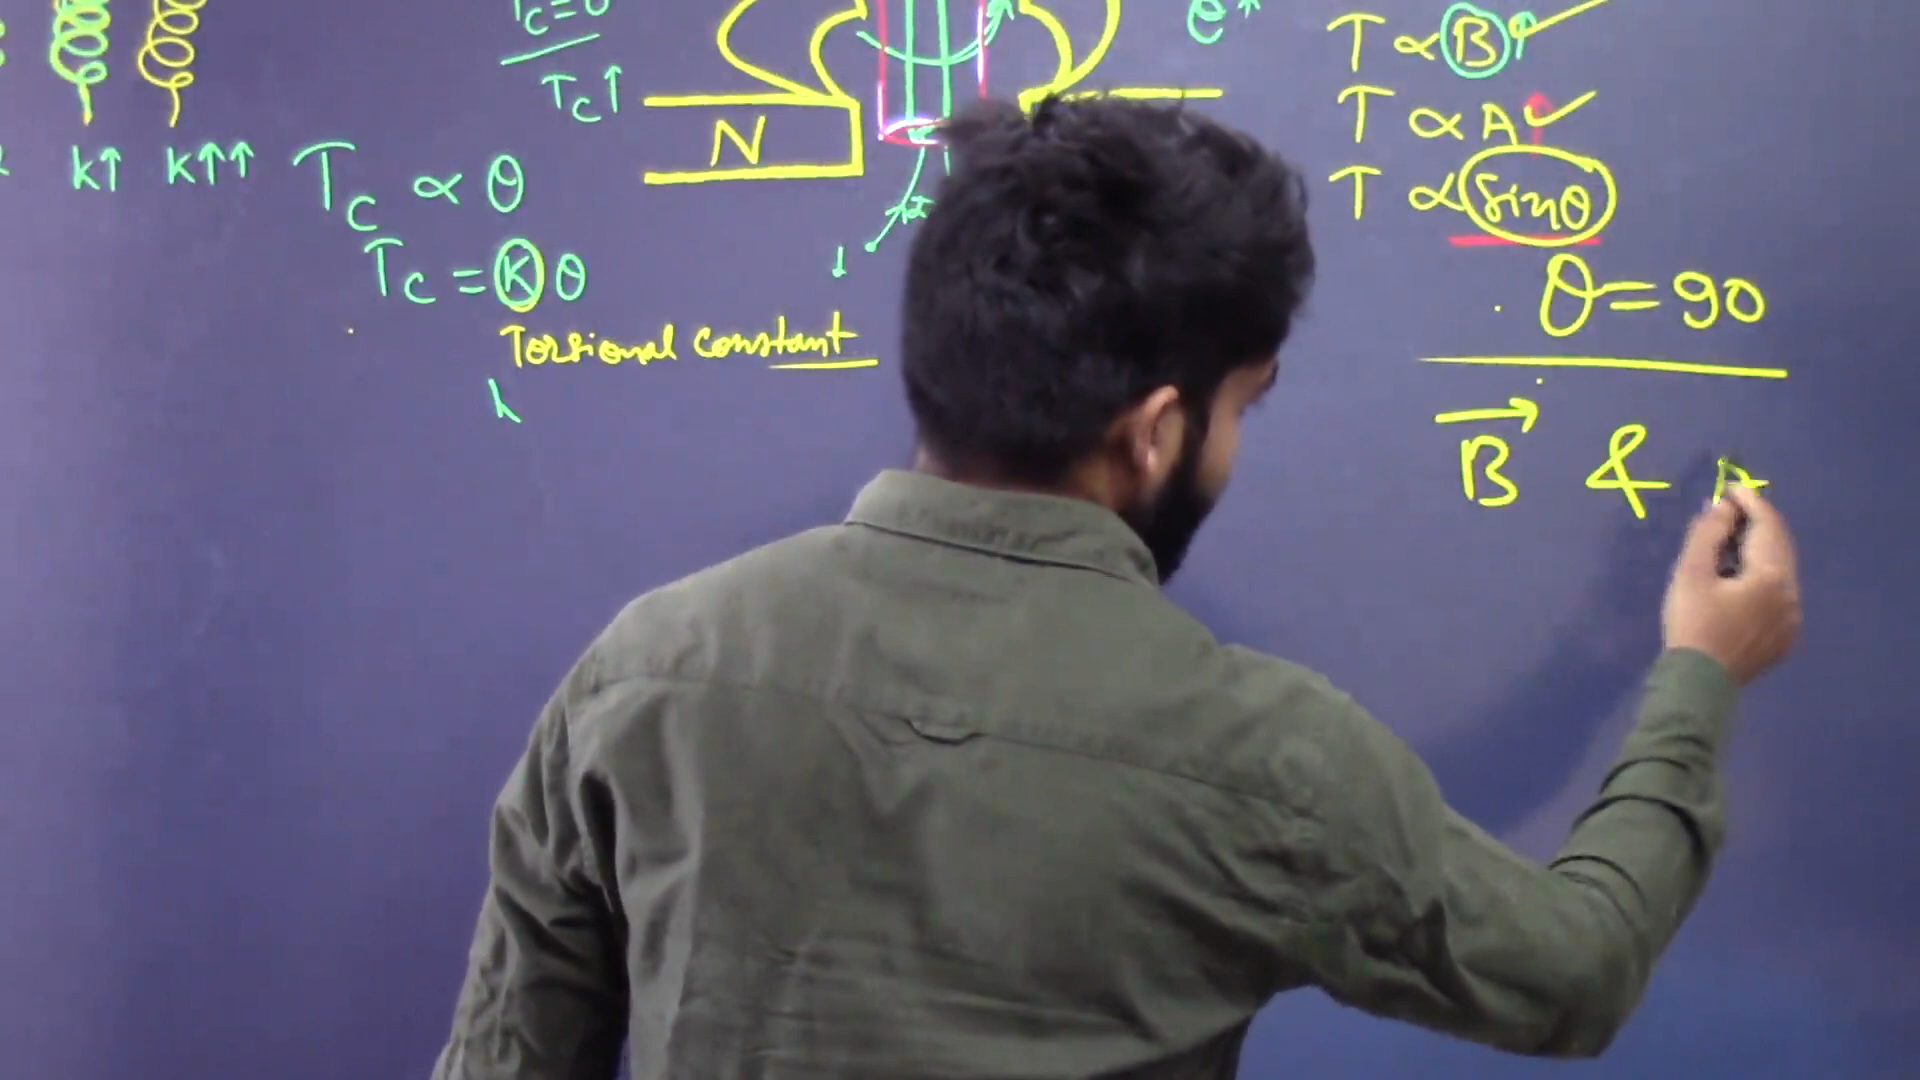 T_C=0
T_C↑
K↑ K↑↑
T_C ∝ θ
T_C = K θ
Torsional constant
N
T ∝ B↑
T ∝ A
T ∝ sinθ
θ = 90
B &